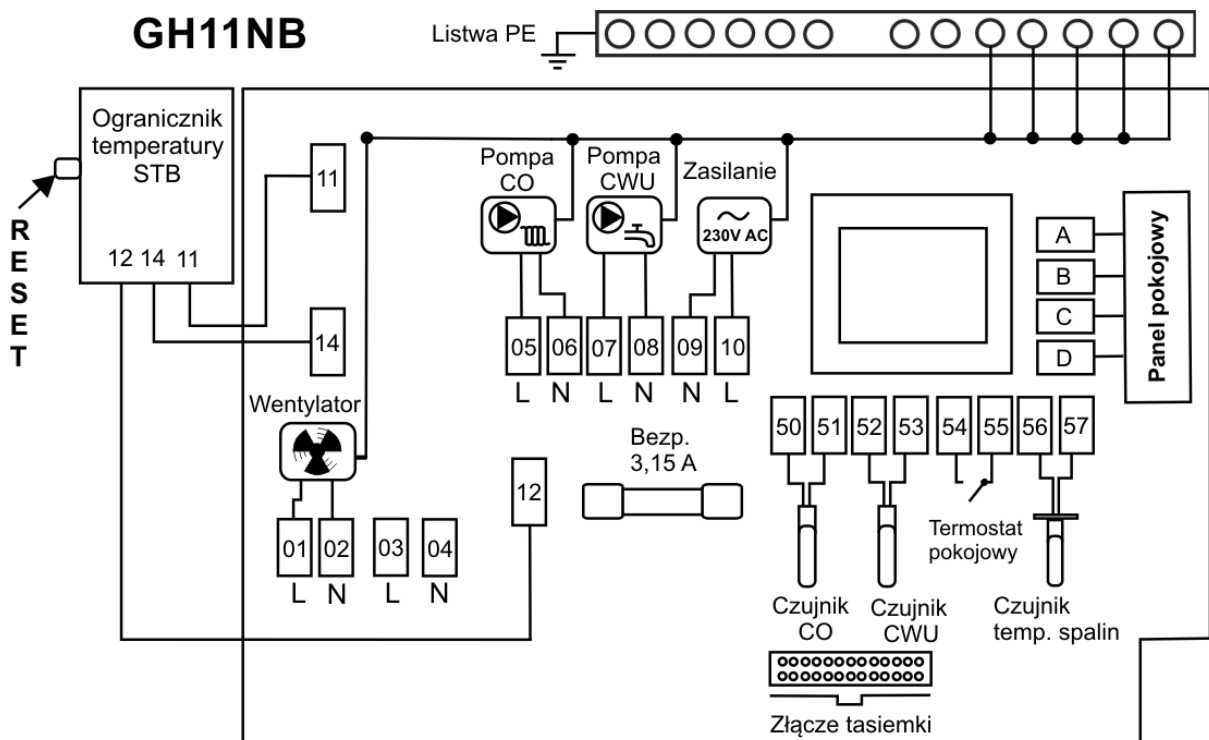 GH11NB
Listwa PE
Ogranicznik
temperatury
STB
12 14 11
RESET
11
14
Pompa
CO
Pompa
CWU
Zasilanie
230V AC
05 06 07 08 09 10
L N L N N L
A
B
C
D
Panel pokojowy
Wentylator
01 02 03 04
L N L N
12
Bezp.
3,15 A
50 51 52 53 54 55 56 57
Termostat
pokojowy
Czujnik
CO
Czujnik
CWU
Czujnik
temp. spalin
Złącze tasiemki